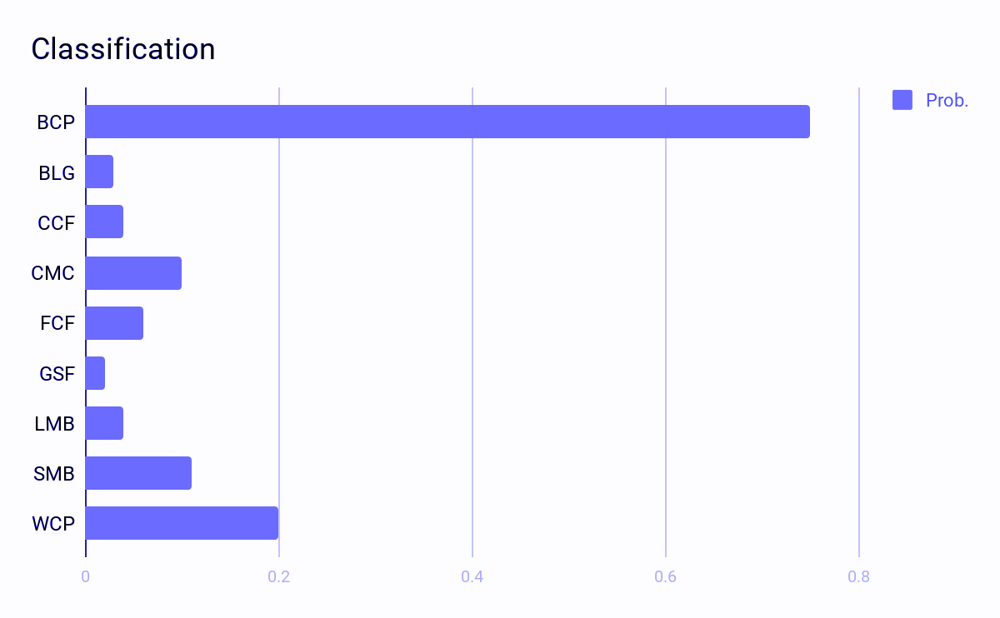 Classification
Prob.
BCP
BLG
CCF
CMC
FCF
GSF
LMB
SMB
WCP
0 0.2 0.4 0.6 0.8